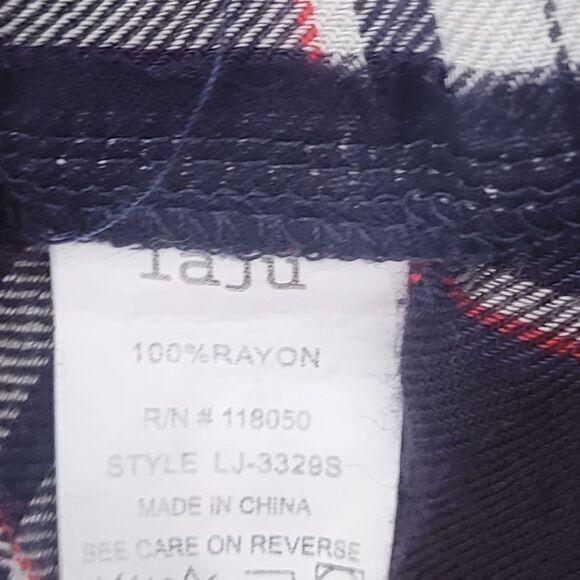 100%RAYON
R/N # 118050
STYLE LJ-3329S
MADE IN CHINA
SEE CARE ON REVERSE